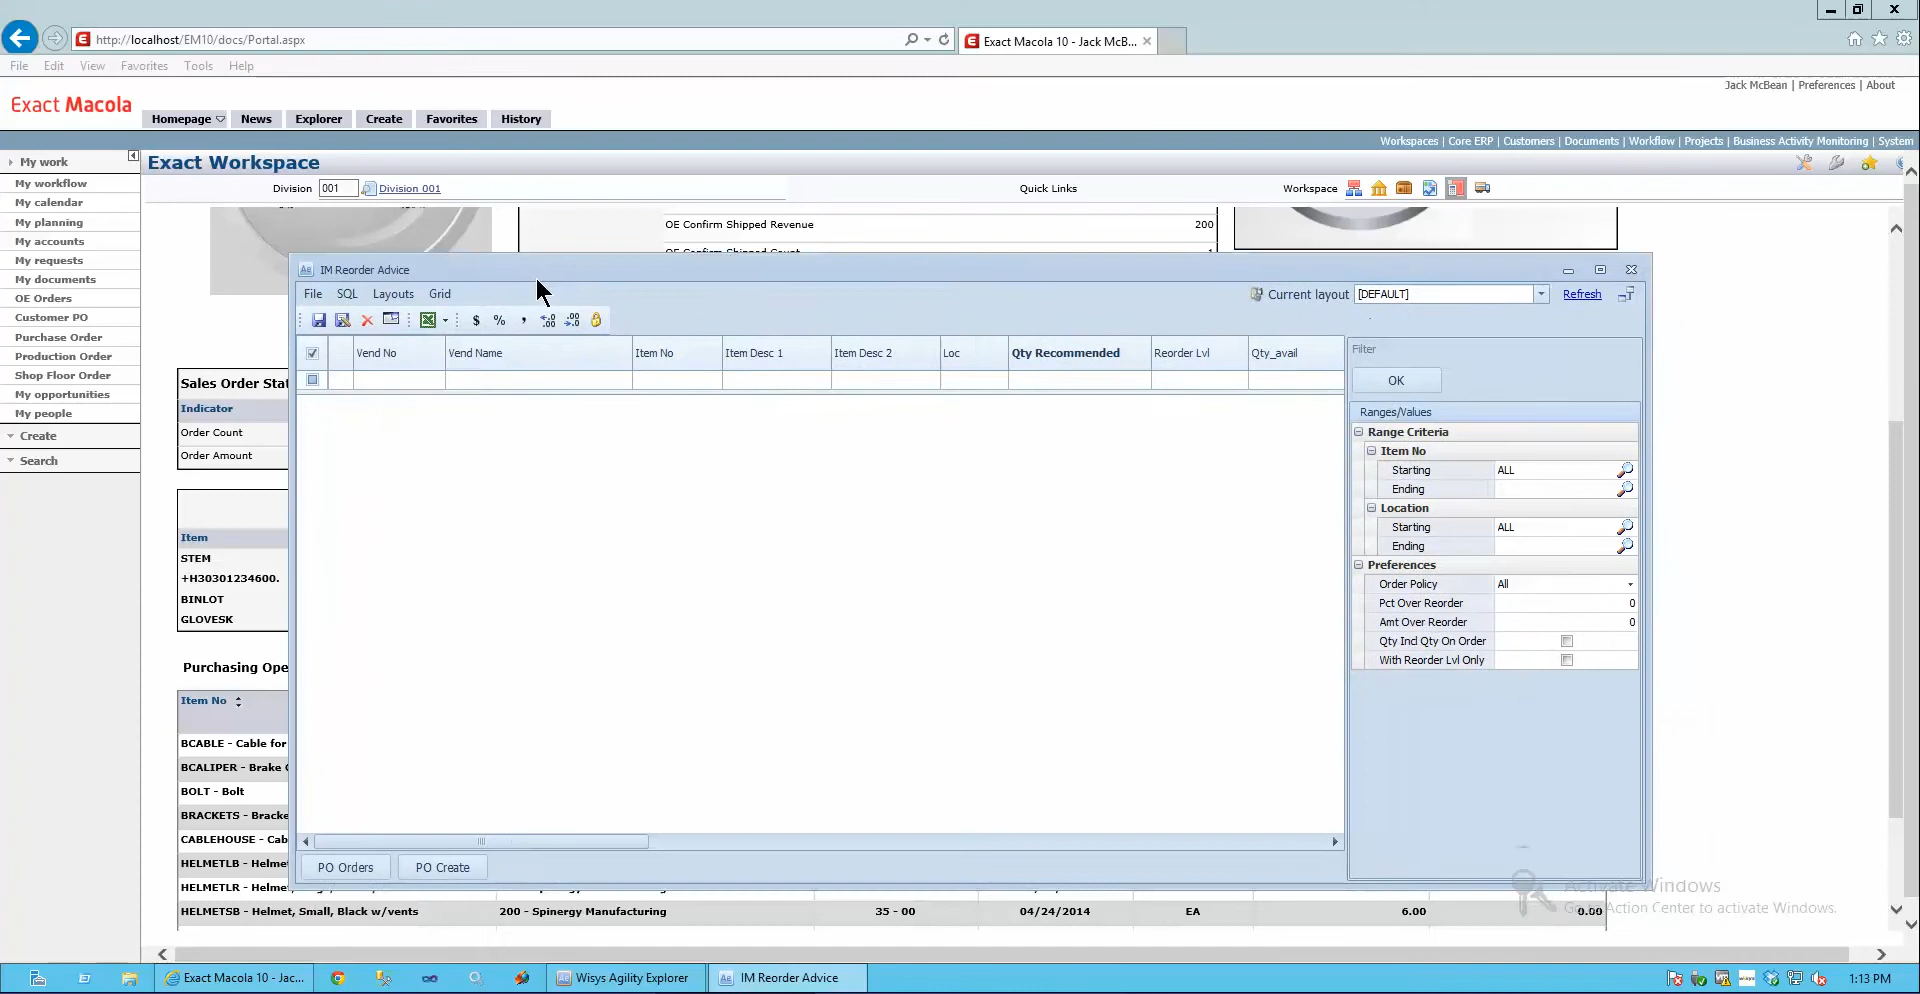 http://localhost/EM10/docs/Portal.aspx
Exact Macola 10 - Jack McB...
File Edit View Favorites Tools Help
Jack McBean | Preferences | About
Exact Macola
Homepage News Explorer Create Favorites History
Workspaces | Core ERP | Customers | Documents | Workflow | Projects | Business Activity Monitoring | System
My work
My workflow
My calendar
My planning
My accounts
My requests
My documents
OE Orders
Customer PO
Purchase Order
Production Order
Shop Floor Order
My opportunities
My people
Create
Search
Exact Workspace
Division 001 Division 001 Quick Links Workspace
OE Confirm Shipped Revenue 200
IM Reorder Advice
File SQL Layouts Grid
Current layout [DEFAULT] Refresh
$ % ,
Vend No Vend Name Item No Item Desc 1 Item Desc 2 Loc Qty Recommended Reorder Lvl Qty_avail
Filter
OK
Ranges/Values
Range Criteria
Item No
Starting ALL
Ending
Location
Starting ALL
Ending
Preferences
Order Policy All
Pct Over Reorder 0
Amt Over Reorder 0
Qty Incl Qty On Order
With Reorder Lvl Only
PO Orders PO Create
Sales Order Stat
Indicator
Order Count
Order Amount
Item
STEM
+H30301234600.
BINLOT
GLOVESK
Purchasing Ope
Item No
BCABLE - Cable for
BCALIPER - Brake
BOLT - Bolt
BRACKETS - Bracke
CABLEHOUSE - Cab
HELMETLB - Helme
HELMETLR - Helme
HELMETSB - Helmet, Small, Black w/vents 200 - Spinergy Manufacturing 35 - 00 04/24/2014 EA 6.00 0.00
Activate Windows
Go to Action Center to activate Windows.
Exact Macola 10 - Jac... Wisys Agility Explorer IM Reorder Advice 1:13 PM